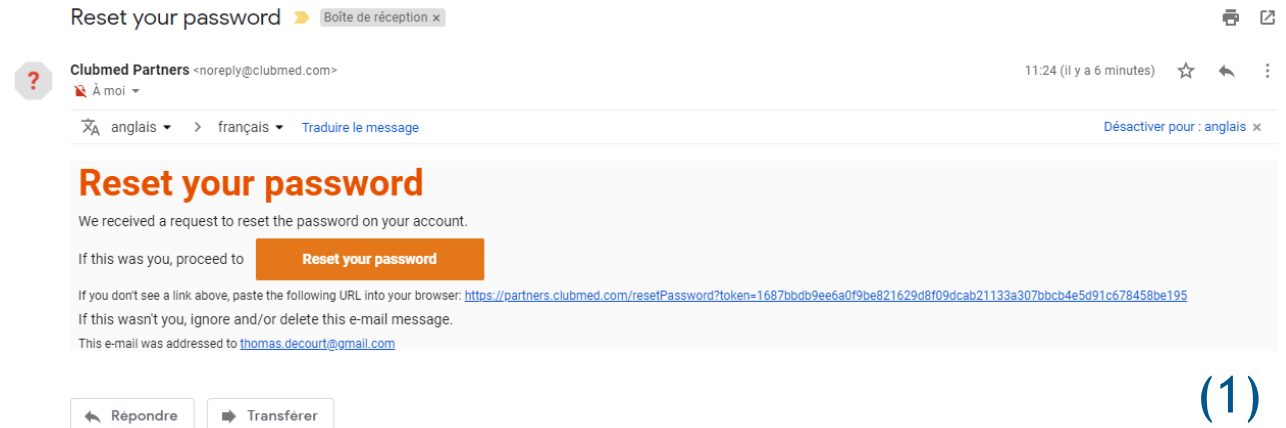 Reset your password Boîte de réception ×
?
Clubmed Partners <noreply@clubmed.com> 11:24 (il y a 6 minutes)
À moi
anglais > français Traduire le message Désactiver pour : anglais ×
Reset your password
We received a request to reset the password on your account.
If this was you, proceed to Reset your password
If you don't see a link above, paste the following URL into your browser: https://partners.clubmed.com/resetPassword?token=1687bbdb9ee6a0f9be821629d8f09dcab21133a307bbcb4e5d91c678458be195
If this wasn't you, ignore and/or delete this e-mail message.
This e-mail was addressed to thomas.decourt@gmail.com
(1)
Répondre Transférer